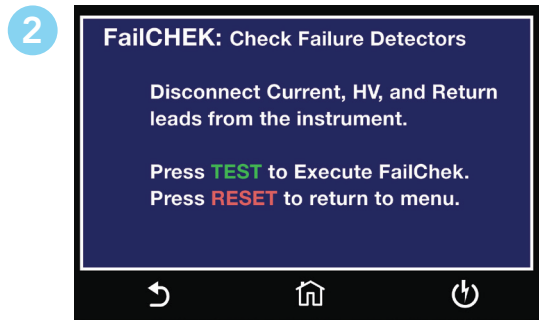 2
FailCHEK: Check Failure Detectors
Disconnect Current, HV, and Return
leads from the instrument.
Press TEST to Execute FailChek.
Press RESET to return to menu.